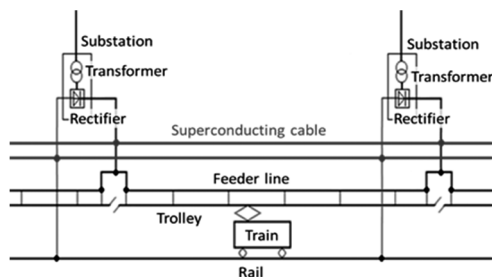 Substation
Transformer
Rectifier
Substation
Transformer
Rectifier
Superconducting cable
Feeder line
Trolley
Train
Rail